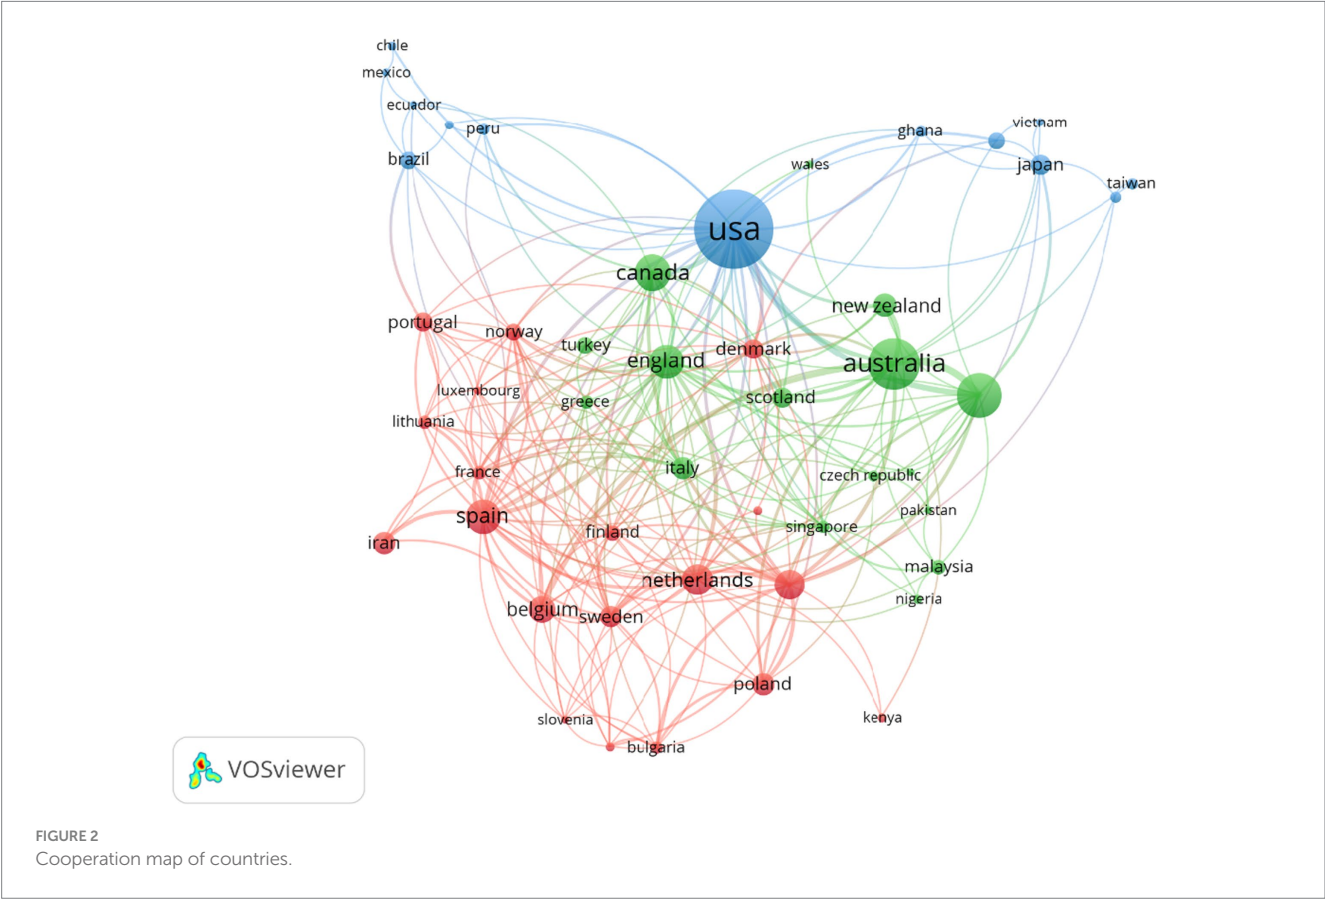 chile
mexico
ecuador
peru
brazil
ghana
vietnam
wales
japan
taiwan
usa
canada
new zealand
portugal
norway
turkey
england
denmark
australia
luxembourg
greece
scotland
lithuania
france
italy
czech republic
spain
finland
singapore
pakistan
iran
netherlands
malaysia
belgium
sweden
nigeria
poland
slovenia
kenya
bulgaria
VOSviewer
FIGURE 2
Cooperation map of countries.